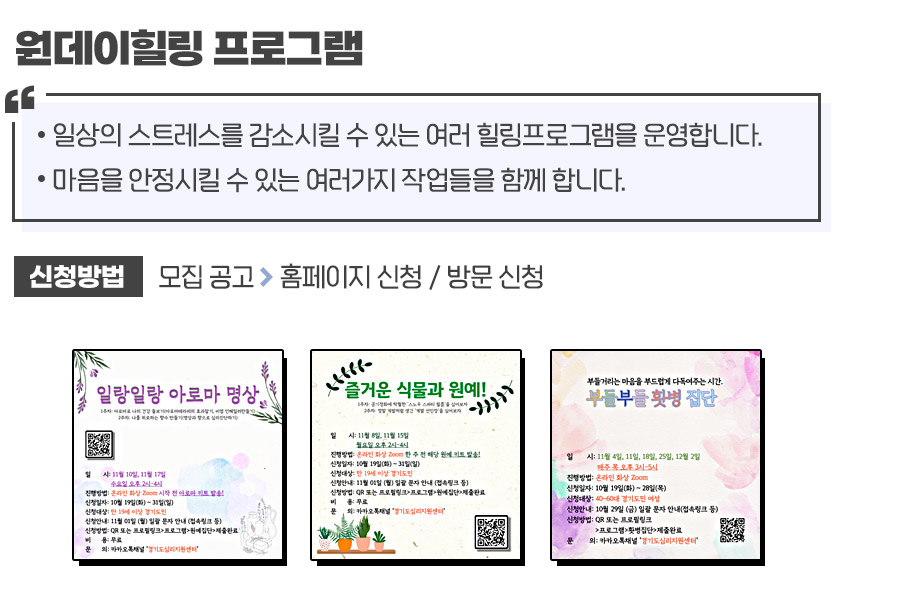 원데이힐링 프로그램
“
• 일상의 스트레스를 감소시킬 수 있는 여러 힐링프로그램을 운영합니다.
• 마음을 안정시킬 수 있는 여러가지 작업들을 함께 합니다.
신청방법 모집 공고 > 홈페이지 신청 / 방문 신청
일랑일랑 아로마 명상
일 시: 11월 10일, 11월 17일
수요일 오후 2시~4시
진행방법: 온라인 화상 Zoom 시작 전 아로마 키트 발송!
신청일자: 10월 19일(화) ~ 31일(일)
신청대상: 만 19세 이상 경기도민
신청안내: 11월 01일 (월) 일괄 문자 안내 (접속링크 등)
신청방법: QR 또는 프로필링크>프로그램>원예집단>제출완료
비 용: 무료
문 의: 카카오톡채널 '경기도심리지원센터'
즐거운 식물과 원예!
일 시: 11월 8일, 11월 15일
월요일 오후 2시~4시
진행방법: 온라인 화상 Zoom 한 주 전 해당 원예 키트 발송!
신청일자: 10월 19일(화) ~ 31일(일)
신청대상: 만 19세 이상 경기도민
신청안내: 11월 01일 (월) 일괄 문자 안내 (접속링크 등)
신청방법: QR 또는 프로필링크>프로그램>원예집단>제출완료
비 용: 무료
문 의: 카카오톡채널 '경기도심리지원센터'
부들거리는 마음을 부드럽게 다독여주는 시간.
부들부들 홧병 집단
일 시: 11월 4일, 11일, 18일, 25일, 12월 2일
매주 목 오후 3시~5시
진행방법: 온라인 화상 Zoom
신청일자: 10월 19일(화) ~ 28일(목)
신청대상: 40~60대 경기도민 여성
신청안내: 10월 29일 (금) 일괄 문자 안내(접속링크 등)
신청방법: QR 또는 프로필링크
>프로그램>홧병집단>제출완료
문 의: 카카오톡채널 '경기도심리지원센터'